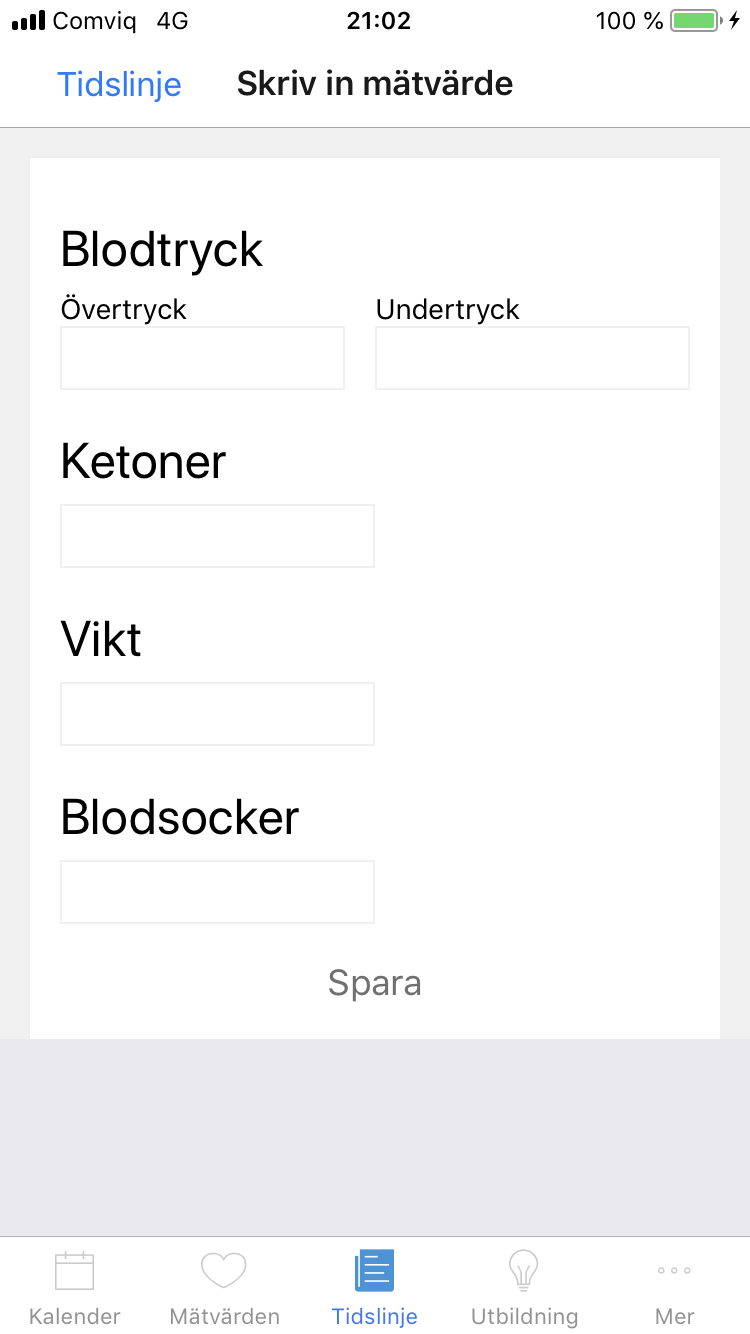 Comviq 4G 21:02 100 %
Tidslinje Skriv in mätvärde
Blodtryck
Övertryck Undertryck
Ketoner
Vikt
Blodsocker
Spara
Kalender Mätvärden Tidslinje Utbildning Mer